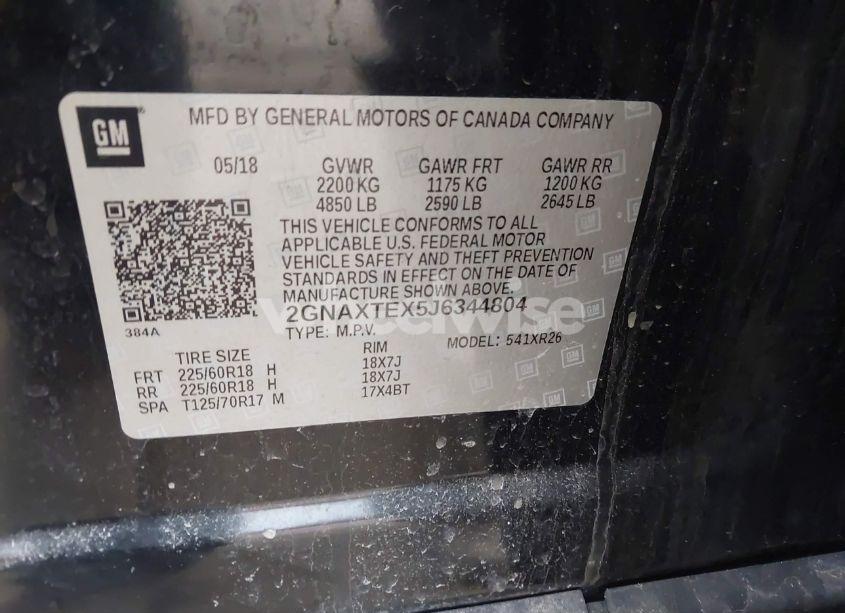 GM
MFD BY GENERAL MOTORS OF CANADA COMPANY
05/18 GVWR GAWR FRT GAWR RR
2200 KG 1175 KG 1200 KG
4850 LB 2590 LB 2645 LB
THIS VEHICLE CONFORMS TO ALL
APPLICABLE U.S. FEDERAL MOTOR
VEHICLE SAFETY AND THEFT PREVENTION
STANDARDS IN EFFECT ON THE DATE OF
MANUFACTURE SHOWN ABOVE.
2GNAXTEX5J6344804
384A
TYPE: M.P.V. MODEL: 541XR26
TIRE SIZE RIM
FRT 225/60R18 H 18X7J
RR 225/60R18 H 18X7J
SPA T125/70R17 M 17X4BT